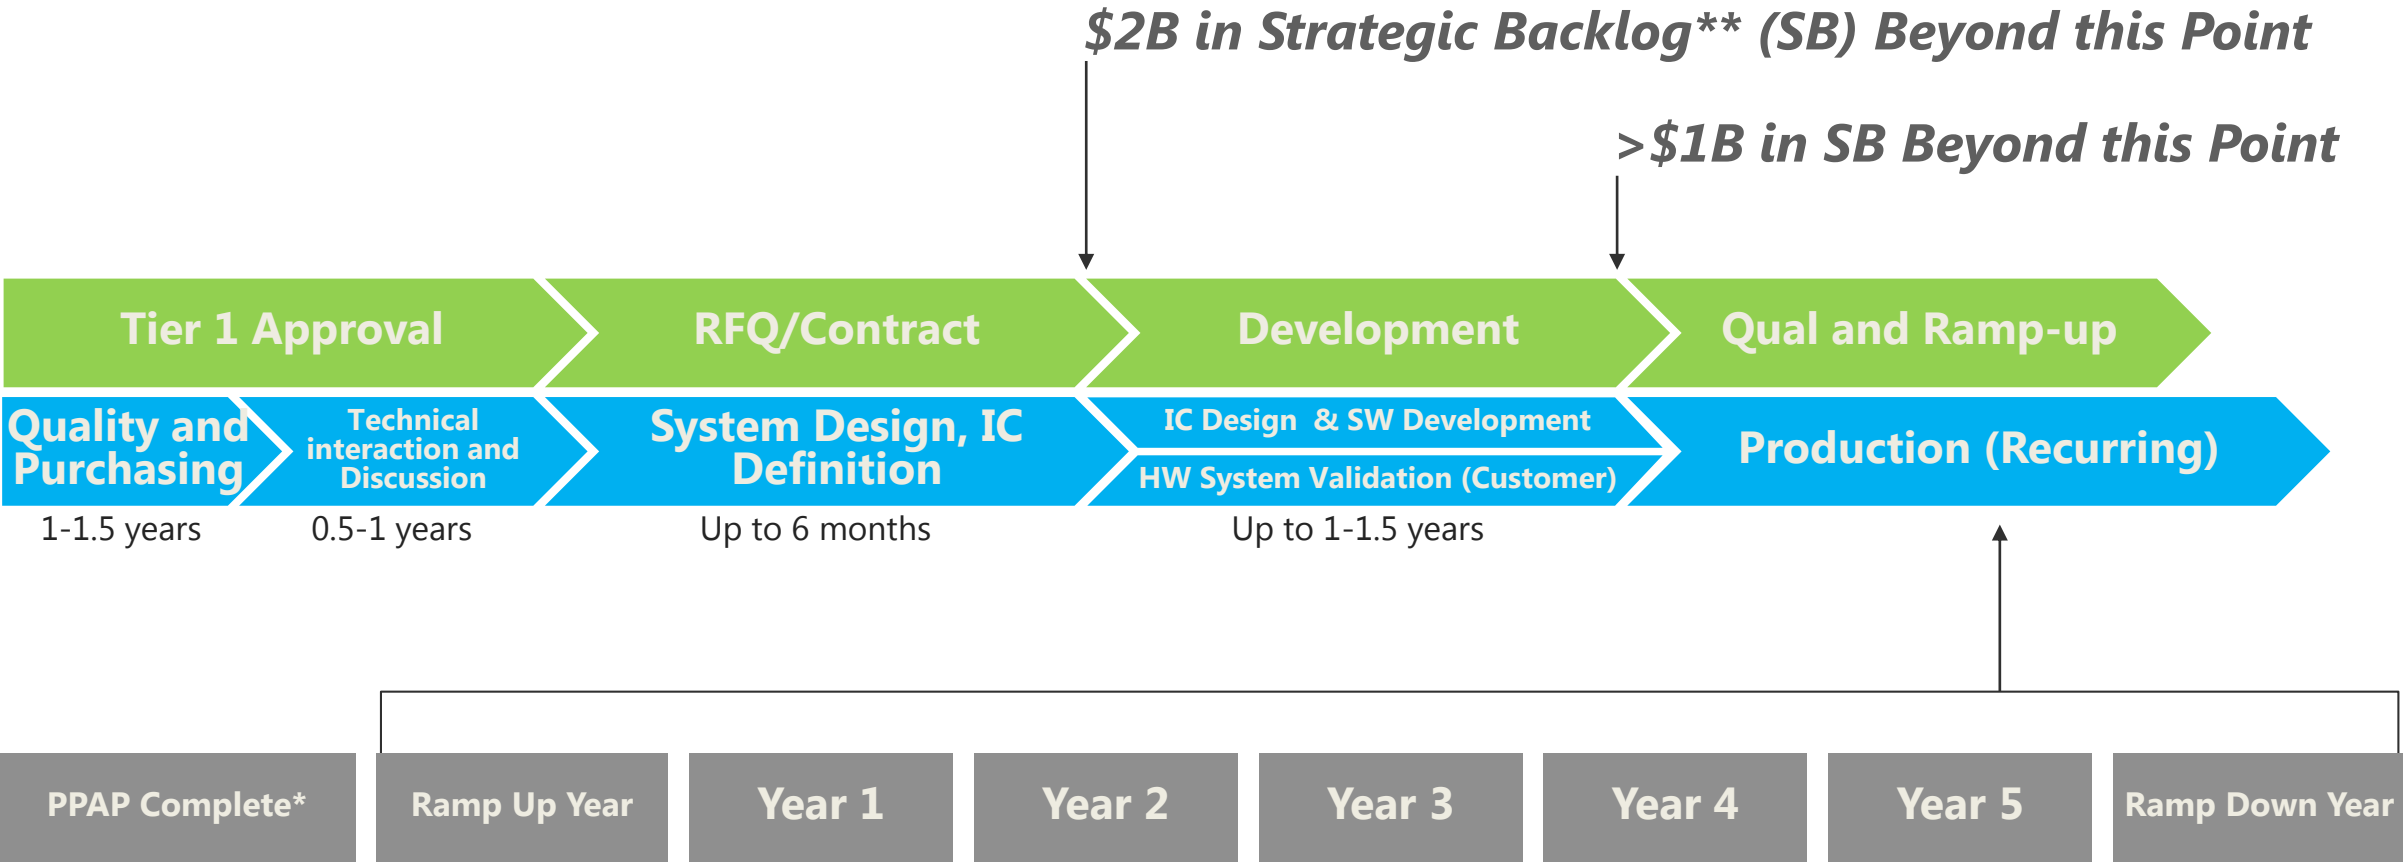 $2B in Strategic Backlog** (SB) Beyond this Point
>$1B in SB Beyond this Point
Tier 1 Approval
RFQ/Contract
Development
Qual and Ramp-up
Quality and
Purchasing
Technical
interaction and
Discussion
System Design, IC
Definition
IC Design & SW Development
HW System Validation (Customer)
Production (Recurring)
1-1.5 years
0.5-1 years
Up to 6 months
Up to 1-1.5 years
PPAP Complete*
Ramp Up Year
Year 1
Year 2
Year 3
Year 4
Year 5
Ramp Down Year